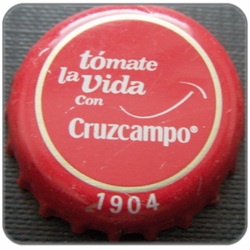 tómate
la Vida
con
Cruzcampo®
1904